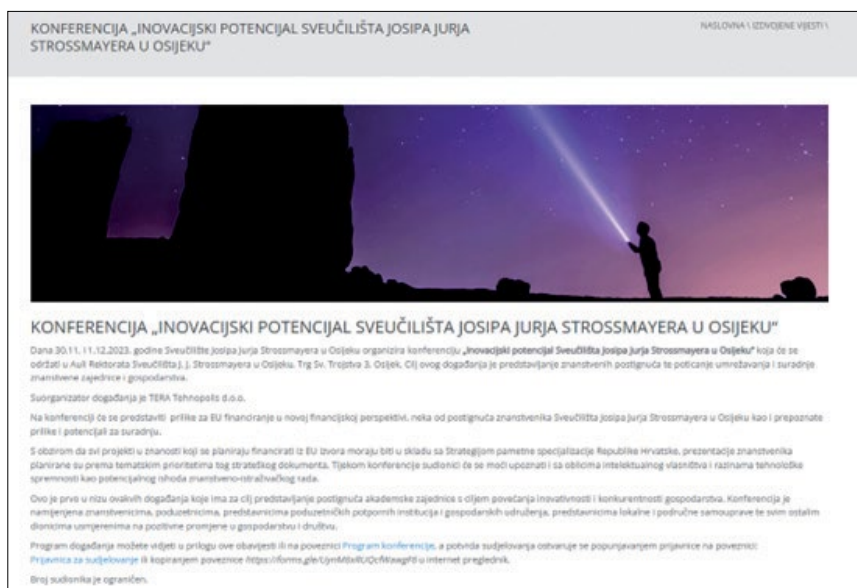 KONFERENCIJA „INOVACIJSKI POTENCIJAL SVEUČILIŠTA JOSIPA JURJA
STROSSMAYERA U OSIJEKU“
NASLOVNA \ IZDVOJENE VIJESTI \
KONFERENCIJA „INOVACIJSKI POTENCIJAL SVEUČILIŠTA JOSIPA JURJA STROSSMAYERA U OSIJEKU“
Dana 30.11. godine Sveučilište Josipa Jurja Strossmayera u Osijeku organizira konferenciju „Inovacijski potencijal Sveučilišta Josipa Jurja Strossmayera u Osijeku“ koja će se
održati u Auli Rektorata Sveučilišta J. J. Strossmayera u Osijeku, Trg Sv. Trojstva 3, Osijek. Cilj ovog događanja je predstavljanje znanstvenih postignuća te poticanje umrežavanja i suradnje
znanstvene zajednice i gospodarstva.
Suorganizator događanja je TERA Tehnopolis d.o.o.
Na konferenciji će se predstaviti prilike za EU financiranje u novoj financijskoj perspektivi, neka od postignuća znanstvenika Sveučilišta Josipa Jurja Strossmayera u Osijeku kao i prepoznate
prilike i potencijali za suradnju.
S obzirom da svi projekti u znanosti koji se planiraju financirati iz EU izvora moraju biti u skladu sa Strategijom pametne specijalizacije Republike Hrvatske, prezentacije znanstvenika
planirane su prema tematskim prioritetima tog strateškog dokumenta. Tijekom konferencije sudionici će se moći upoznati i sa oblicima intelektualnog vlasništva i razinama tehnološke
spremnosti kao potencijalnog ishoda znanstveno-istraživačkog rada.
Ovo je prvo u nizu ovakvih događanja koje ima za cilj predstavljanje postignuća akademske zajednice s ciljem povećanja inovativnosti i konkurentnosti gospodarstva. Konferencija je
namijenjena znanstvenicima, poduzetnicima, predstavnicima poduzetničkih potpornih institucija i gospodarskih udruženja, predstavnicima lokalne i područne samouprave te svim ostalim
dionicima usmjerenima na pozitivne promjene u gospodarstvu i društvu.
Program događanja možete vidjeti u prilogu ove obavijesti ili na poveznici Program konferencije, a potvrda sudjelovanja ostvaruje se popunjavanjem prijavnice na poveznici:
Prijavnica za sudjelovanje ili kopiranjem poveznice u internet preglednik.
Broj sudionika je ograničen.